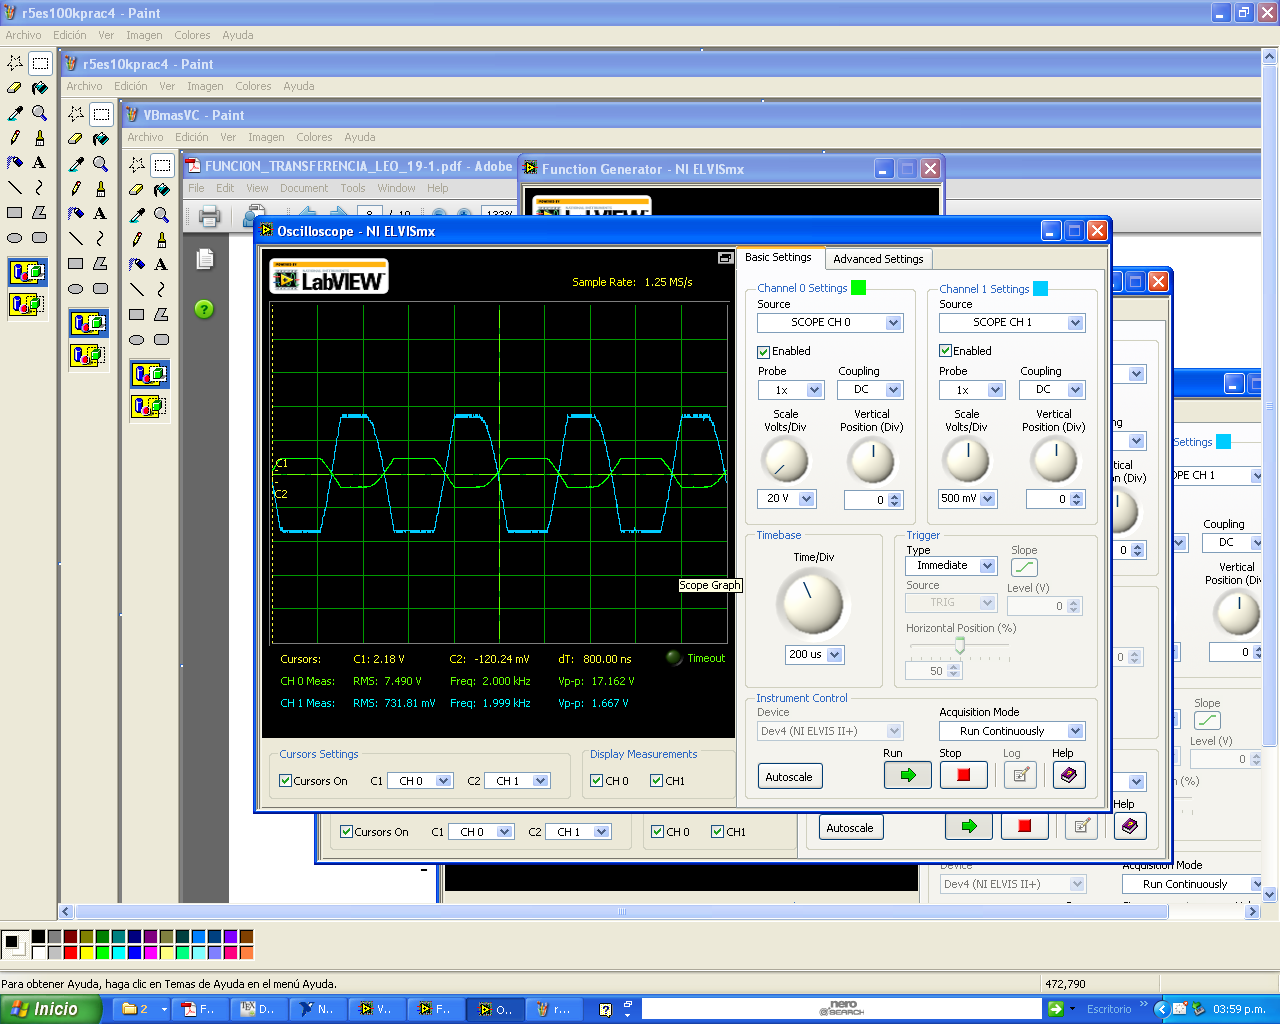 r5es100kprac4 - Paint
Archivo Edición Ver Imagen Colores Ayuda
r5es10kprac4 - Paint
Archivo Edición Ver Imagen Colores Ayuda
VBmasVC - Paint
Archivo Edición Ver Imagen Colores Ayuda
FUNCION_TRANSFERENCIA_LEO_19-1.pdf - Adobe
File Edit View Document Tools Window Help
Function Generator - NI ELVISmx
Oscilloscope - NI ELVISmx
LabVIEW
Sample Rate: 1.25 MS/s
C1
C2
Scope Graph
Cursors: C1: 2.18 V C2: -120.24 mV dT: 800.00 ns Timeout
CH 0 Meas: RMS: 7.490 V Freq: 2.000 kHz Vp-p: 17.162 V
CH 1 Meas: RMS: 731.81 mV Freq: 1.999 kHz Vp-p: 1.667 V
Cursors Settings
Cursors On C1 CH 0 C2 CH 1
Display Measurements
CH 0 CH1
Basic Settings Advanced Settings
Channel 0 Settings
Source
SCOPE CH 0
Enabled
Probe Coupling
1x DC
Scale Volts/Div
Vertical Position (Div)
20 V 0
Channel 1 Settings
Source
SCOPE CH 1
Enabled
Probe Coupling
1x DC
Scale Volts/Div
Vertical Position (Div)
500 mV 0
Timebase
Time/Div
200 us
Trigger
Type Slope
Immediate
Source Level (V)
TRIG 0
Horizontal Position (%)
50
Instrument Control
Device Acquisition Mode
Dev4 (NI ELVIS II+) Run Continuously
Run Stop Log Help
Autoscale
Cursors On C1 CH 0 C2 CH 1 CH 0 CH1
Autoscale
Help
Settings
Coupling
DC
Vertical
Position (Div)
0
Slope
Level (V)
0
Device Acquisition Mode
Dev4 (NI ELVIS II+) Run Continuously
Para obtener Ayuda, haga clic en Temas de Ayuda en el menú Ayuda.
472,790
Inicio 2 F.. D.. N.. V.. F.. O.. r... nero SEARCH Escritorio 03:59 p.m.